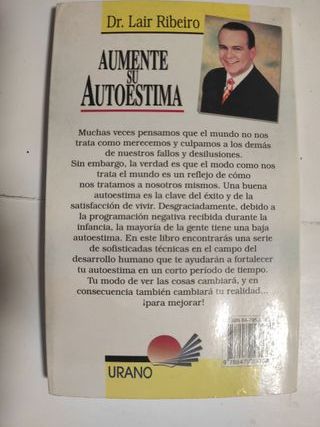 Dr. Lair Ribeiro
AUMENTE
SU
AUTOESTIMA
Muchas veces pensamos que el mundo no nos
trata como merecemos y culpamos a los demás
de nuestros fallos y desilusiones.
Sin embargo, la verdad es que el modo como nos
trata el mundo es un reflejo de cómo
nos tratamos a nosotros mismos. Una buena
autoestima es la clave del éxito y de la
satisfacción de vivir. Desgraciadamente, debido a
la programación negativa recibida durante la
infancia, la mayoría de la gente tiene una baja
autoestima. En este libro encontrarás una serie
de sofisticadas técnicas en el campo del
desarrollo humano que te ayudarán a fortalecer
tu autoestima en un corto período de tiempo.
Tu modo de ver las cosas cambiará, y en
consecuencia también cambiará tu realidad...
¡para mejorar!
URANO